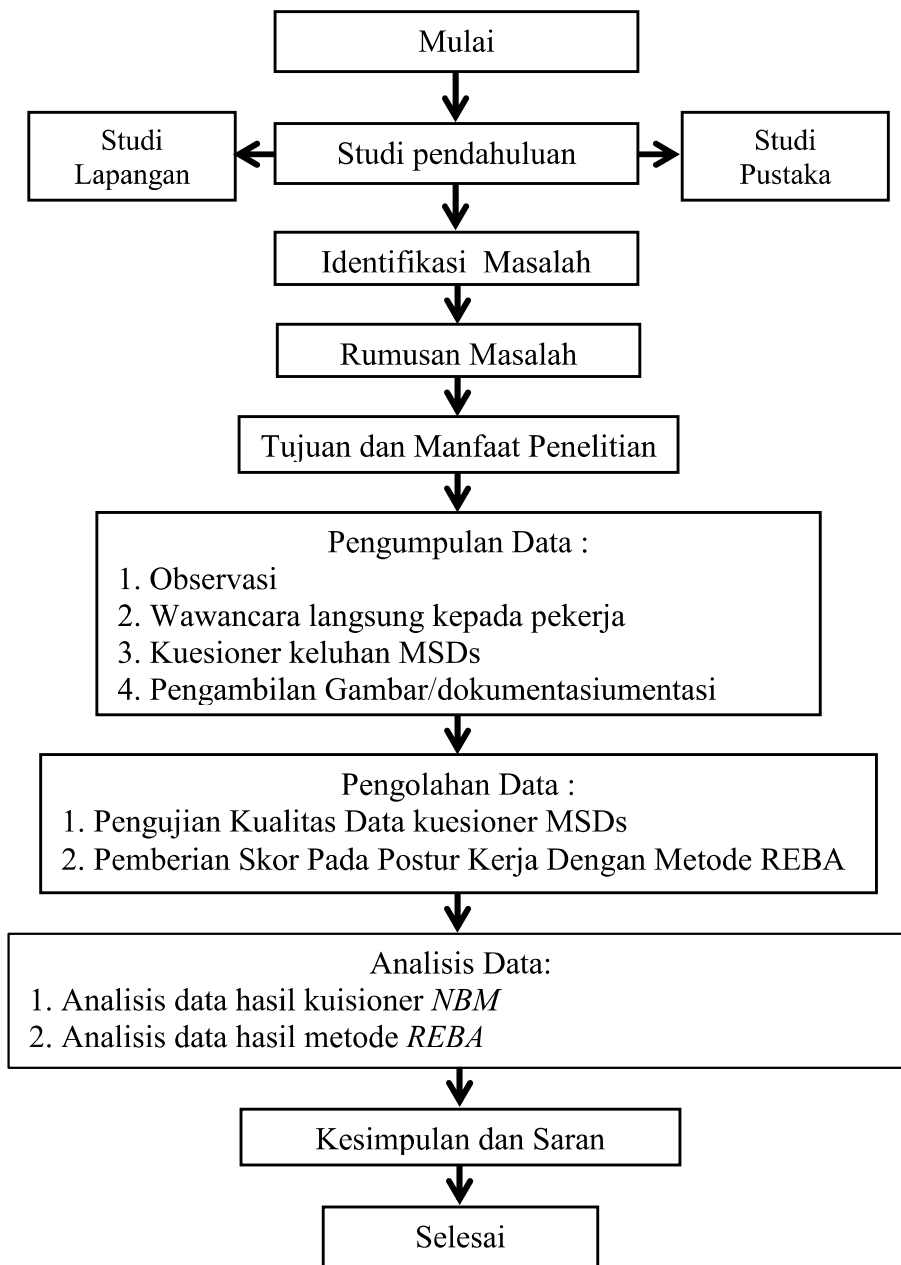 Mulai
Studi
Lapangan
Studi pendahuluan
Studi
Pustaka
Identifikasi Masalah
Rumusan Masalah
Tujuan dan Manfaat Penelitian
Pengumpulan Data :
1. Observasi
2. Wawancara langsung kepada pekerja
3. Kuesioner keluhan MSDs
4. Pengambilan Gambar/dokumentasiumentasi
Pengolahan Data :
1. Pengujian Kualitas Data kuesioner MSDs
2. Pemberian Skor Pada Postur Kerja Dengan Metode REBA
Analisis Data:
1. Analisis data hasil kuisioner NBM
2. Analisis data hasil metode REBA
Kesimpulan dan Saran
Selesai